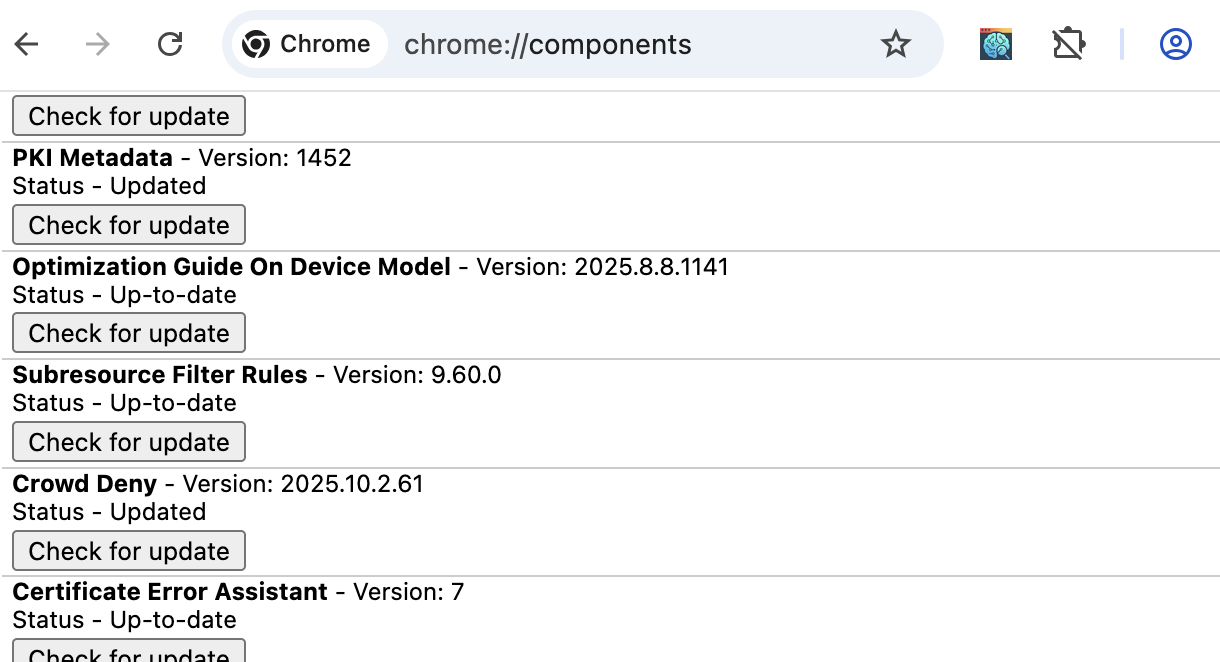 Chrome chrome://components
Check for update
PKI Metadata - Version: 1452
Status - Updated
Check for update
Optimization Guide On Device Model - Version: 2025.8.8.1141
Status - Up-to-date
Check for update
Subresource Filter Rules - Version: 9.60.0
Status - Up-to-date
Check for update
Crowd Deny - Version: 2025.10.2.61
Status - Updated
Check for update
Certificate Error Assistant - Version: 7
Status - Up-to-date
Check for update